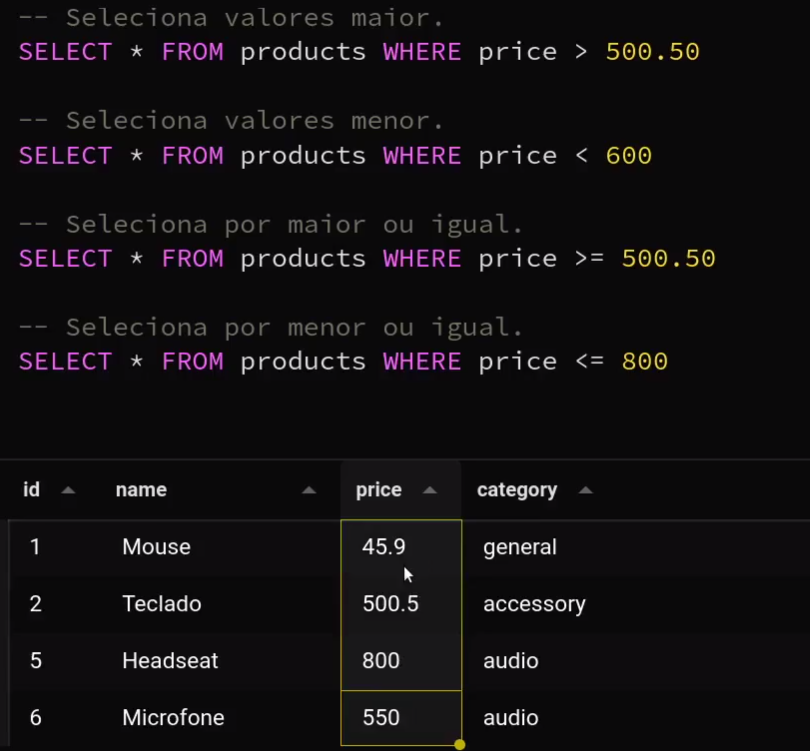 -- Seleciona valores maior.
SELECT * FROM products WHERE price > 500.50
-- Seleciona valores menor.
SELECT * FROM products WHERE price < 600
-- Seleciona por maior ou igual.
SELECT * FROM products WHERE price >= 500.50
-- Seleciona por menor ou igual.
SELECT * FROM products WHERE price <= 800
id name price category
1 Mouse 45.9 general
2 Teclado 500.5 accessory
5 Headseat 800 audio
6 Microfone 550 audio